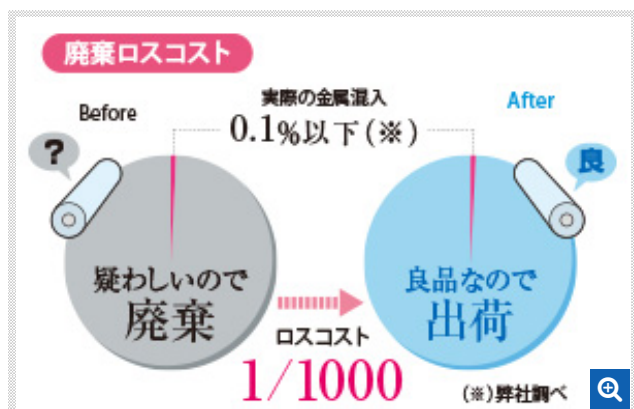 廃棄ロスコスト
Before
実際の金属混入
0.1%以下(※)
After
?
良
疑わしいので
廃棄
良品なので
出荷
ロスコスト
1/1000
(※)弊社調べ